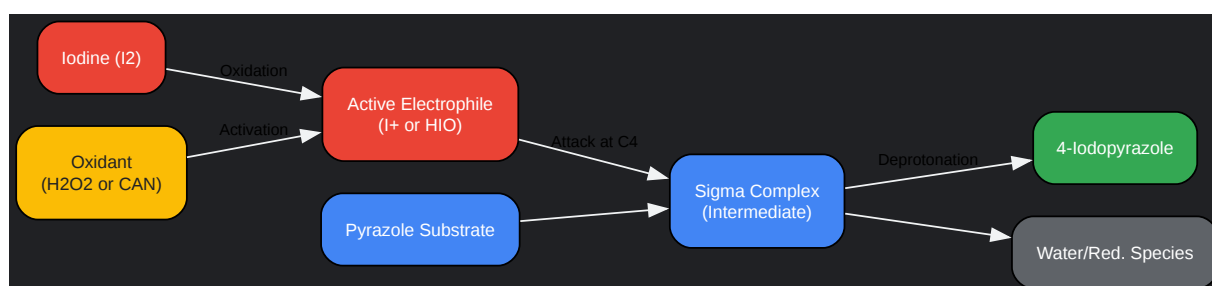 Iodine (I2)
Oxidation
Oxidant
(H2O2 or CAN)
Activation
Active Electrophile
(I+ or HIO)
Attack at C4
Pyrazole Substrate
Sigma Complex
(Intermediate)
Deprotonation
4-Iodopyrazole
Water/Red. Species